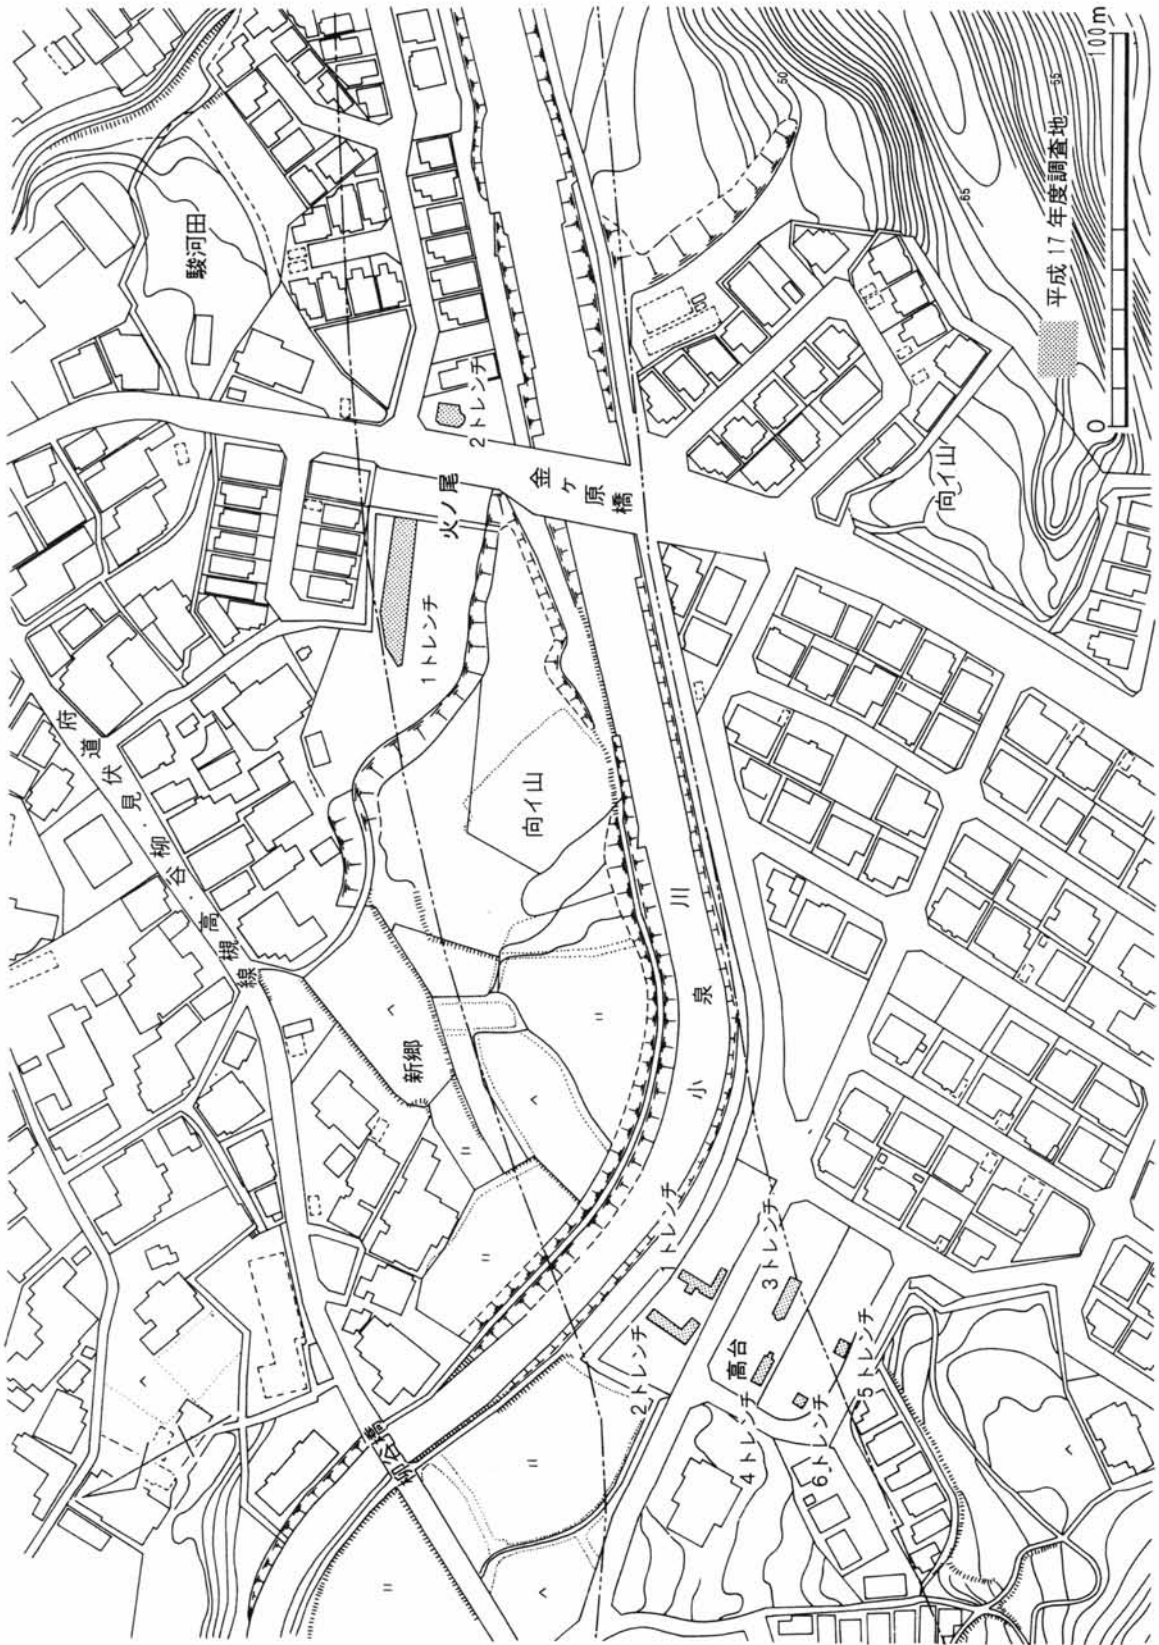 駿河田
2トレンチ
火ノ尾
金ヶ原橋
1トレンチ
向イ山
府道伏見柳谷高槻線
新郷
小泉川
柳谷橋
トレンチ
2トレンチ
3トレンチ
高台
4トレンチ
5トレンチ
6トレンチ
向イ山
50
55
55
平成17年度調査地
0
100m